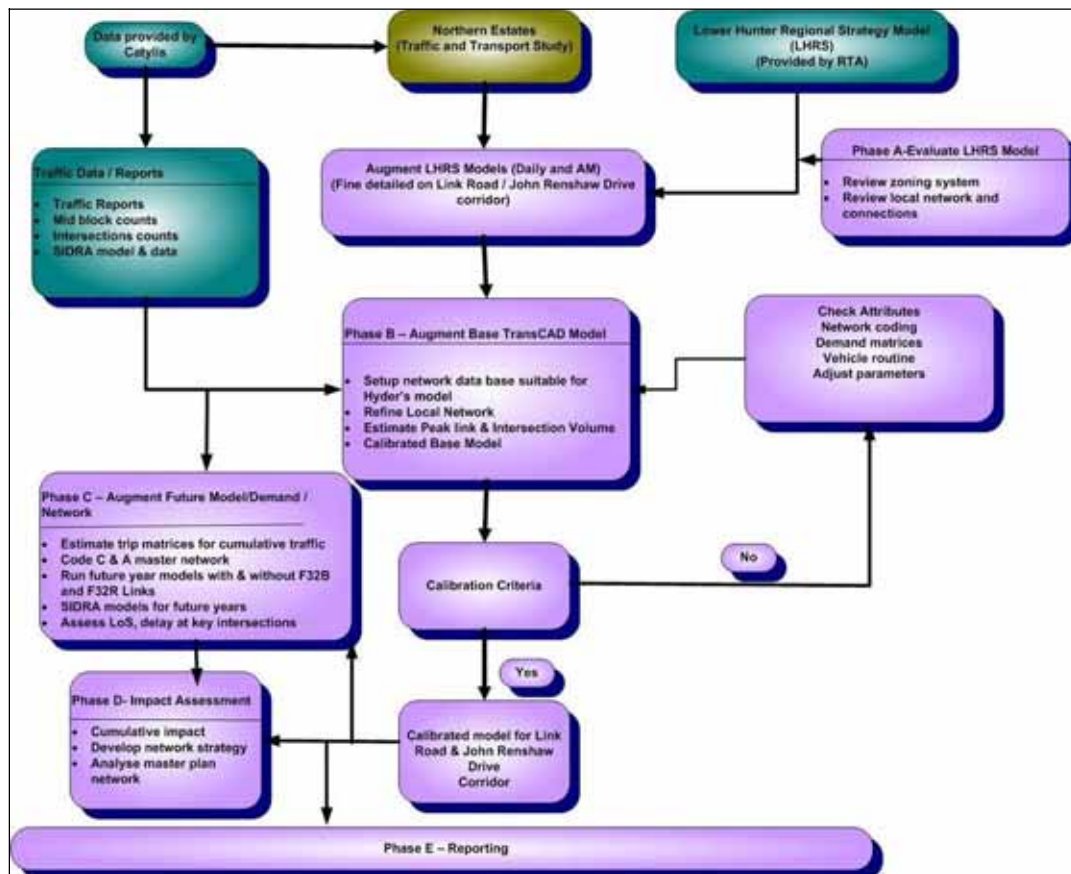 Data provided by
Catylis
Northern Estates
(Traffic and Transport Study)
Lower Hunter Regional Strategy Model
(LHRS)
(Provided by RTA)
Traffic Data / Reports
• Traffic Reports
• Mid block counts
• Intersections counts
• SIDRA model & data
Augment LHRS Models (Daily and AM)
(Fine detailed on Link Road / John Renshaw Drive
corridor)
Phase A-Evaluate LHRS Model
• Review zoning system
• Review local network and
connections
Phase B – Augment Base TransCAD Model
• Setup network data base suitable for
Hyder's model
• Refine Local Network
• Estimate Peak link & Intersection Volume
• Calibrated Base Model
Check Attributes
Network coding
Demand matrices
Vehicle routine
Adjust parameters
Phase C – Augment Future Model/Demand /
Network
• Estimate trip matrices for cumulative traffic
• Code C & A master network
• Run future year models with & without F32B
and F32R Links
• SIDRA models for future years
• Assess LoS, delay at key intersections
Calibration Criteria
No
Yes
Phase D- Impact Assessment
• Cumulative impact
• Develop network strategy
• Analyse master plan
network
Calibrated model for Link
Road & John Renshaw
Drive
Corridor
Phase E – Reporting